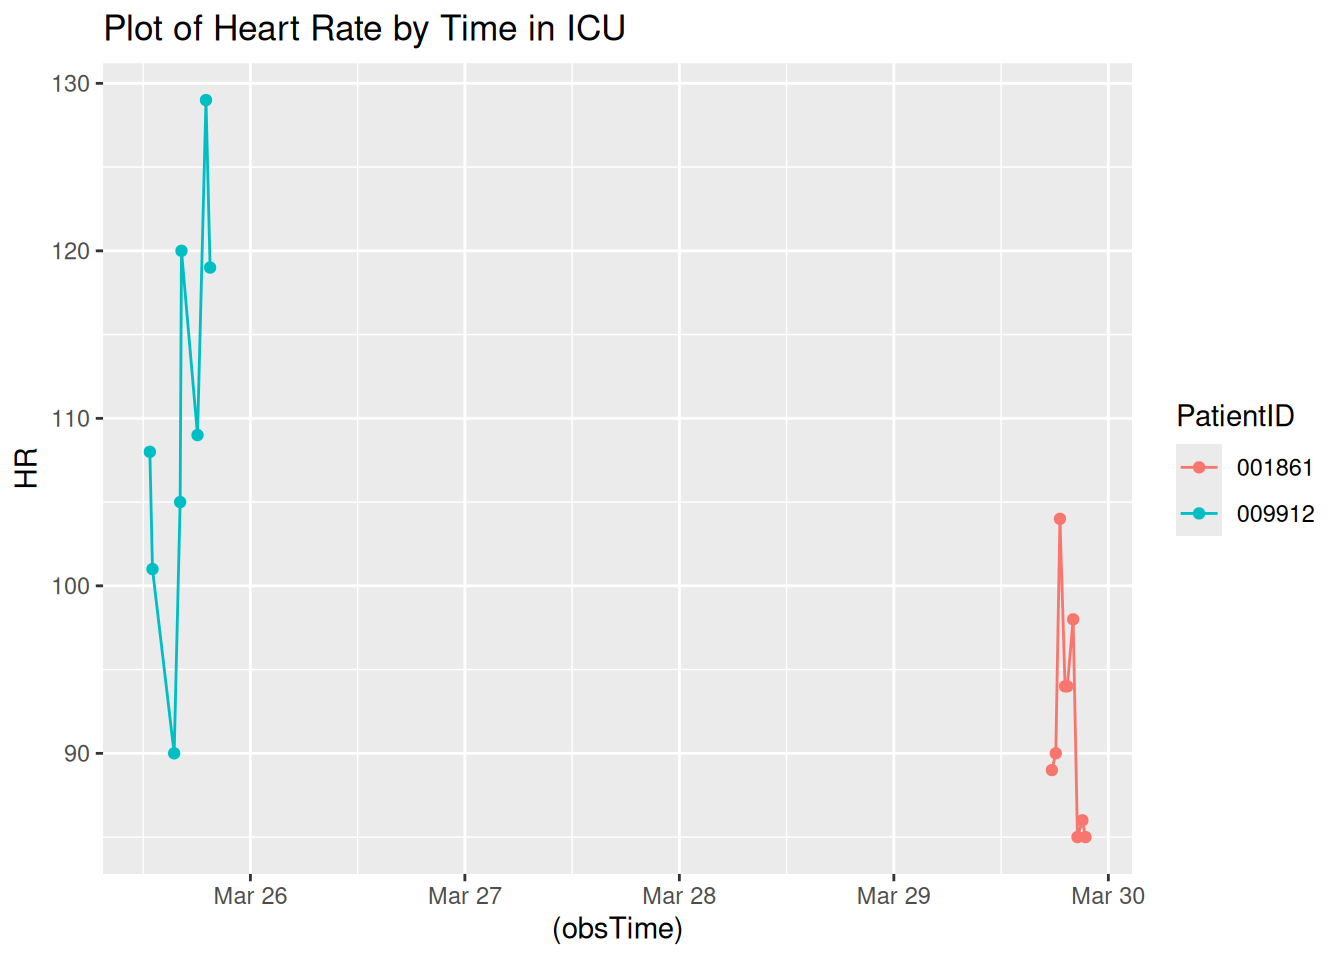 Plot of Heart Rate by Time in ICU
130
120
110
100
90
HR
Mar 26
Mar 27
Mar 28
Mar 29
Mar 30
(obsTime)
PatientID
001861
009912